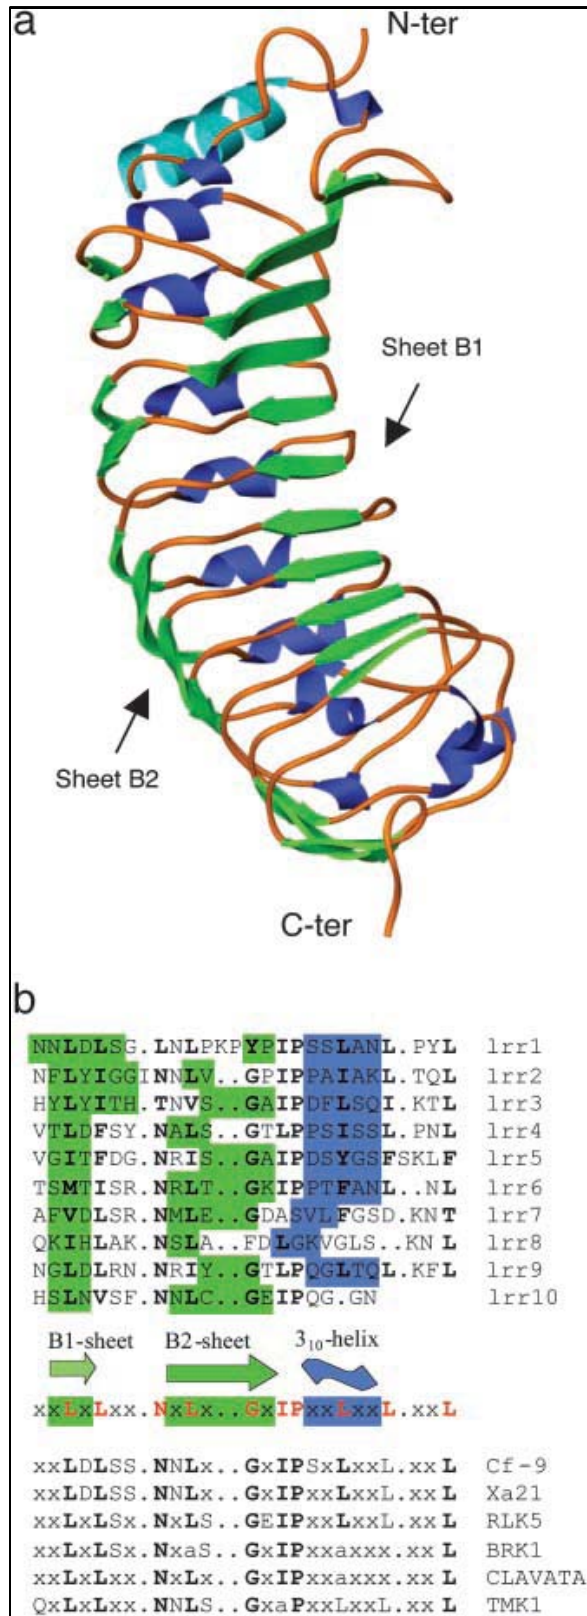 a
N-ter
Sheet B1
Sheet B2
C-ter
b
NNLDLSG.LNLPKPYPIPSSLANL.PYL lrr1
NFLYIGGINNLV..GPIPPAIAKL.TQL lrr2
HYLYITH.TNVS..GAIPDFLSQI.KTL lrr3
VTLDFSY.NALS..GTLPPSISSL.PNL lrr4
VGITFDG.NRIS..GAIPDSYGSFSKLF lrr5
TSMTISR.NRLT..GKIPPTFANL..NL lrr6
AFVDLSR.NMLE..GDASVLFGSD.KNT lrr7
QKIHLAK.NSLA..FDLGKVGLS..KN L lrr8
NGLDLRN.NRIY..GTLPQGLTQL.KFL lrr9
HSLNVSF.NNLC..GEIPQG.GN lrr10
B1-sheet B2-sheet 3₁₀-helix
xxLxLxx.NxLx..GxIPxxLxxL.xxL
xxLDLSS.NNLx..GxIPSxLxxL.xxL Cf-9
xxLxLxx.NNLx..GxIPxxLxxL.xxL Xa21
xxLxLSx.NxLS..GEIPxxLxxL.xxL RLK5
xxLxLSx.NxaS..GxIPxxaxxx.xxL BRK1
xxLxLxx.NxLx..GxIPxxaxxx.xxL CLAVATA
QxLxLxx.NNLS..GxaPxxLxxL.xxL TMK1